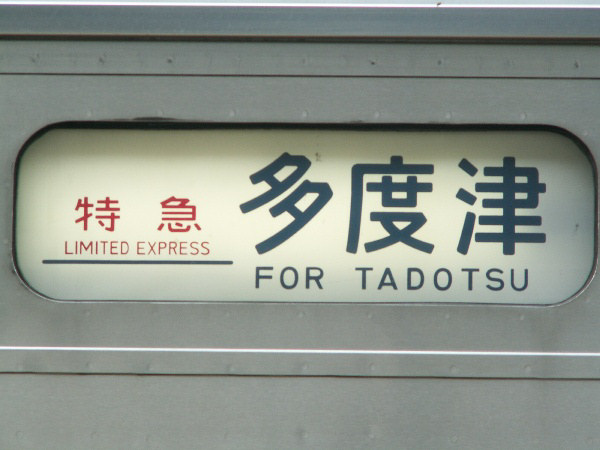 特急
LIMITED EXPRESS
多度津
FOR TADOTSU